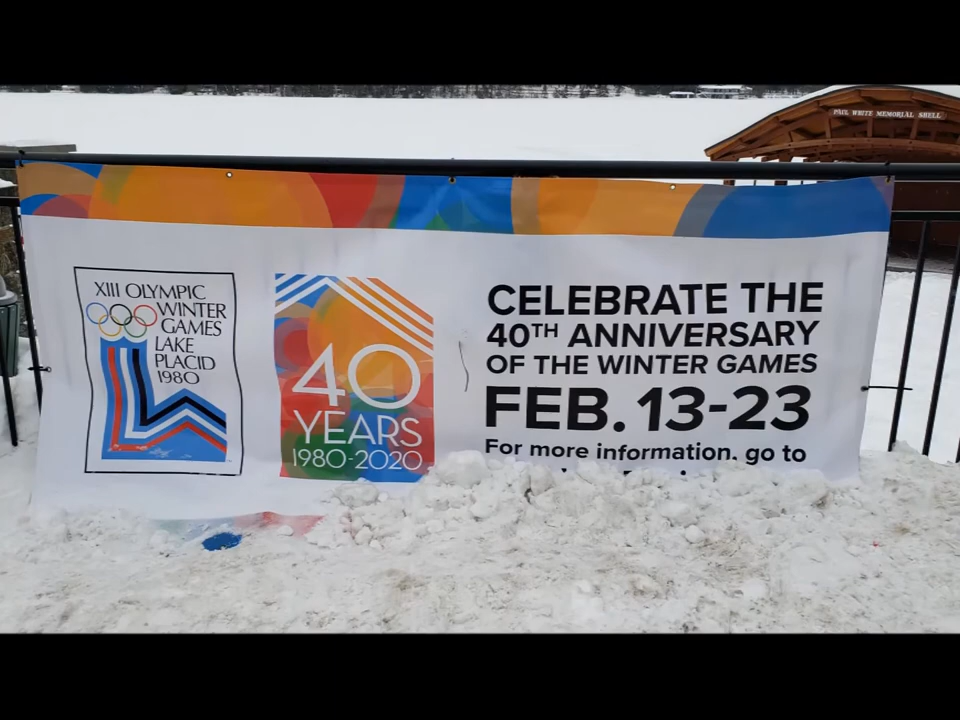 PAUL WHITE MEMORIAL SHELL
XIII OLYMPIC
WINTER
GAMES
LAKE
PLACID
1980
40
YEARS
1980-2020
CELEBRATE THE
40TH ANNIVERSARY
OF THE WINTER GAMES
FEB. 13-23
For more information, go to